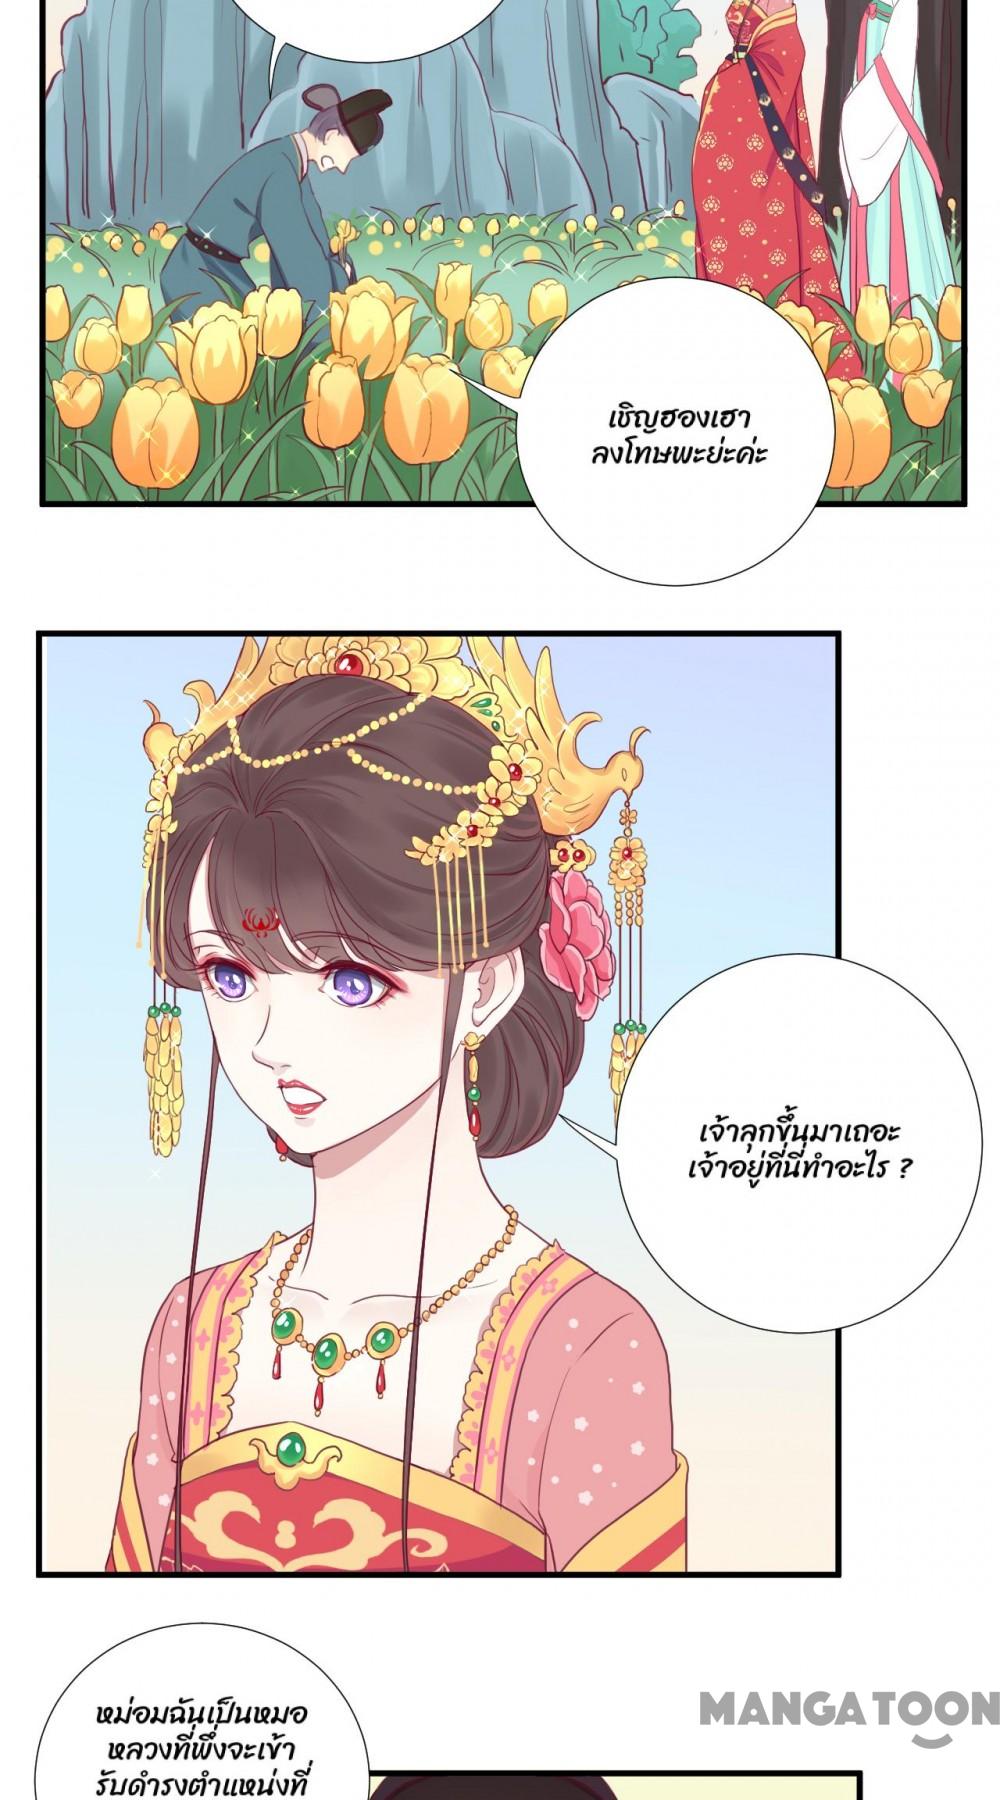 เชิญฮองเฮา
ลงโทษพะย่ะค่ะ
เจ้าลุกขึ้นมาเถอะ
เจ้าอยู่ที่นี่ทำอะไร ?
หม่อมฉันเป็นหมอ
หลวงที่พึ่งจะเข้า
รับดำรงตำแหน่งที่
MANGATOON